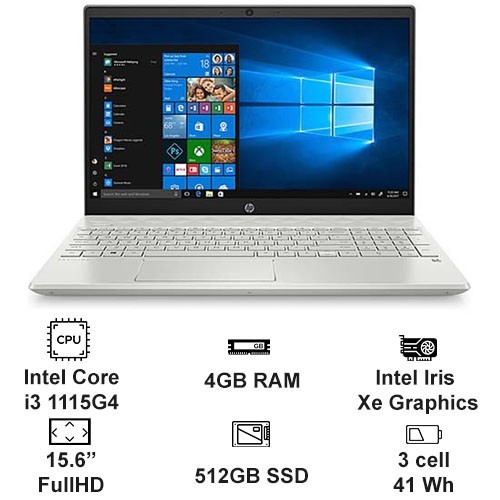 hp
CPU
Intel Core
i3 1115G4
GB
4GB RAM
Intel Iris
Xe Graphics
15.6”
FullHD
512GB SSD
3 cell
41 Wh